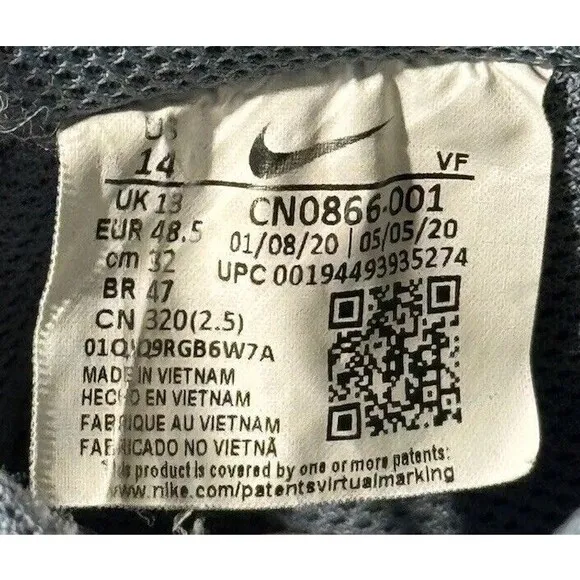 US
14
VF
UK 13
CN0866-001
EUR 48.5
01/08/20 | 05/05/20
cm 32
UPC 00194493935274
BR 47
CN 320(2.5)
MADE IN VIETNAM
HECHO EN VIETNAM
FABRIQUE AU VIETNAM
FABRICADO NO VIETNÃ
This product is covered by one or more patents:
www.nike.com/patentsvirtualmarking